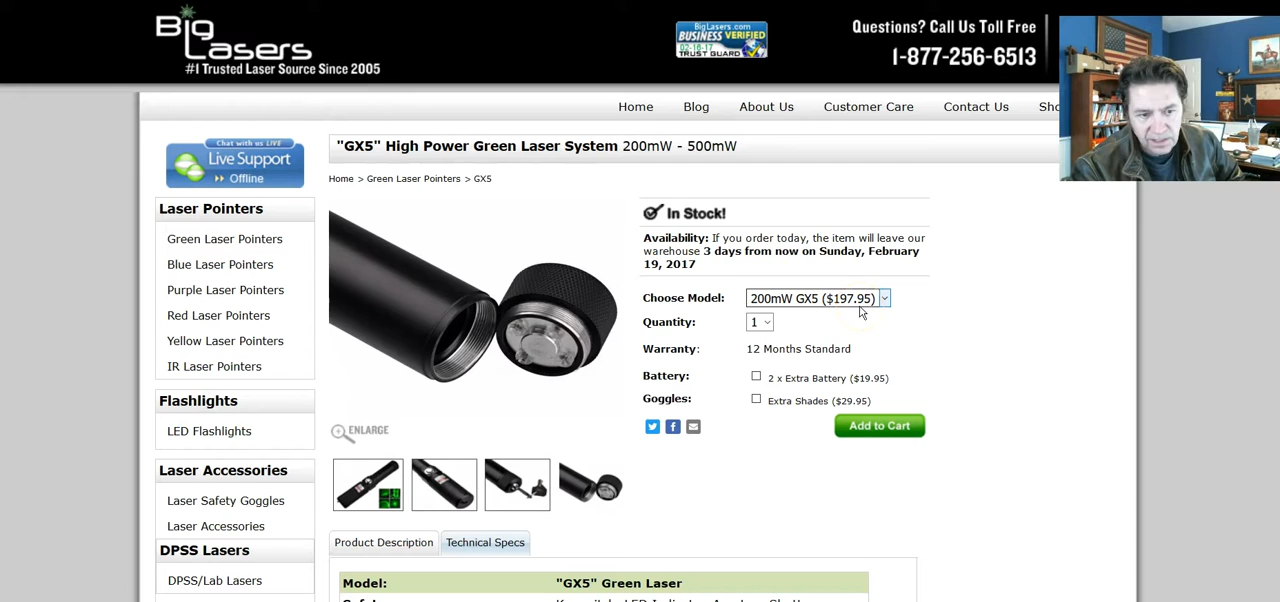 Big
Lasers
#1 Trusted Laser Source Since 2005
BigLasers.com
BUSINESS VERIFIED
02-16-17
TRUST GUARD
Questions? Call Us Toll Free
1-877-256-6513
Home
Blog
About Us
Customer Care
Contact Us
Sho
Chat with us LIVE
Live Support
Offline
"GX5" High Power Green Laser System 200mW - 500mW
Home > Green Laser Pointers > GX5
Laser Pointers
Green Laser Pointers
Blue Laser Pointers
Purple Laser Pointers
Red Laser Pointers
Yellow Laser Pointers
IR Laser Pointers
Flashlights
LED Flashlights
Laser Accessories
Laser Safety Goggles
Laser Accessories
DPSS Lasers
DPSS/Lab Lasers
In Stock!
Availability: If you order today, the item will leave our
warehouse 3 days from now on Sunday, February
19, 2017
Choose Model: 200mW GX5 ($197.95)
Quantity: 1
Warranty: 12 Months Standard
Battery: 2 x Extra Battery ($19.95)
Goggles: Extra Shades ($29.95)
Add to Cart
ENLARGE
Product Description
Technical Specs
Model: "GX5" Green Laser